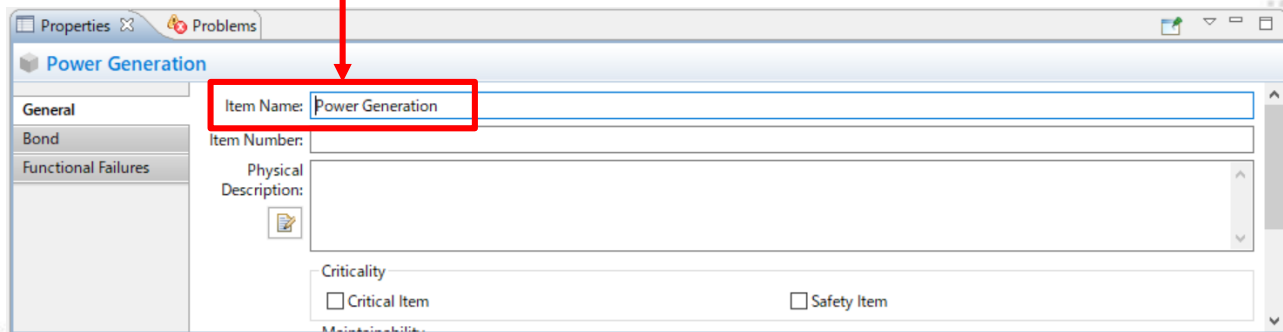 Properties
Problems
Power Generation
General
Bond
Functional Failures
Item Name: Power Generation
Item Number:
Physical
Description:
Criticality
Critical Item
Safety Item
Maintainability